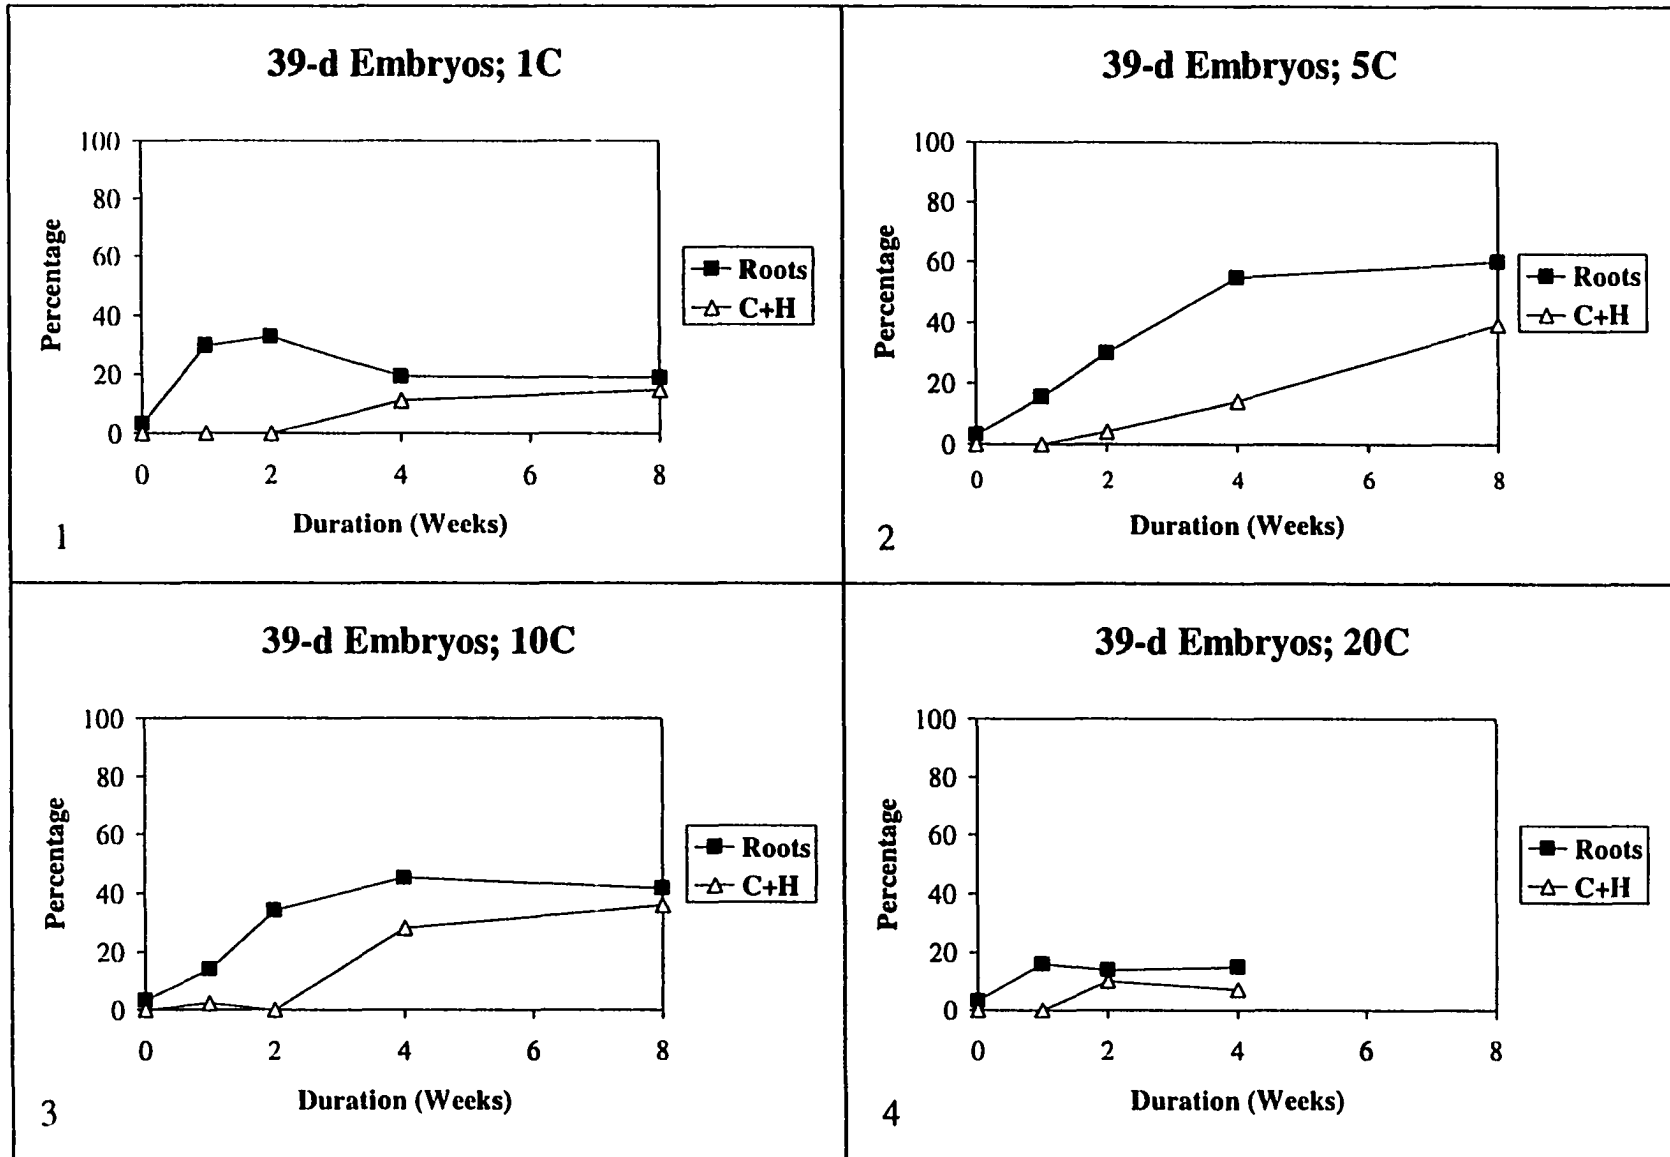 39-d Embryos; 1C
100
80
60
40
20
0
Percentage
0 2 4 6 8
Duration (Weeks)
Roots
C+H
1
39-d Embryos; 5C
100
80
60
40
20
0
Percentage
0 2 4 6 8
Duration (Weeks)
Roots
C+H
2
39-d Embryos; 10C
100
80
60
40
20
0
Percentage
0 2 4 6 8
Duration (Weeks)
Roots
C+H
3
39-d Embryos; 20C
100
80
60
40
20
0
Percentage
0 2 4 6 8
Duration (Weeks)
Roots
C+H
4